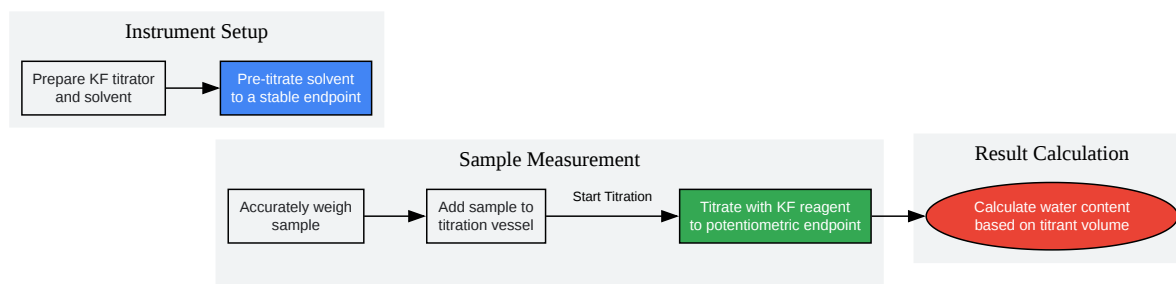 Instrument Setup
Prepare KF titrator
and solvent
Pre-titrate solvent
to a stable endpoint
Sample Measurement
Accurately weigh
sample
Add sample to
titration vessel
Start Titration
Titrate with KF reagent
to potentiometric endpoint
Result Calculation
Calculate water content
based on titrant volume